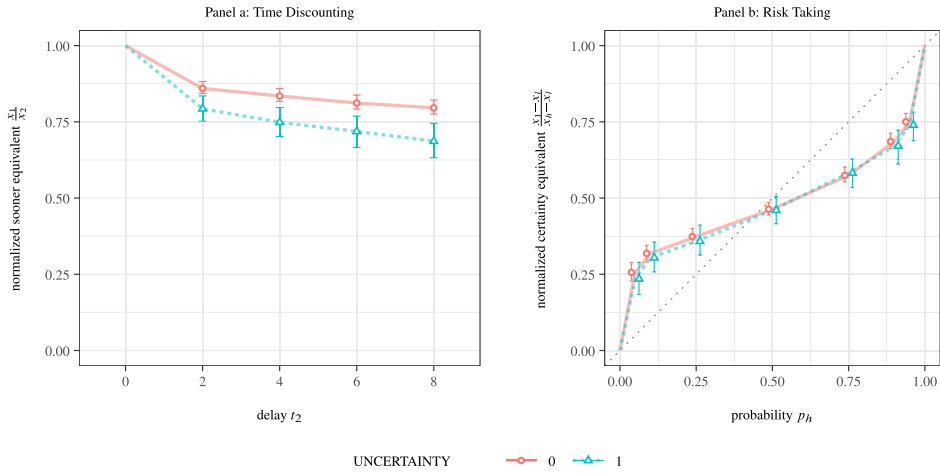 Panel a: Time Discounting
normalized sooner equivalent x₁/x₂
1.00
0.75
0.50
0.25
0.00
0 2 4 6 8
delay t₂
Panel b: Risk Taking
normalized certainty equivalent x₁−xₗ/xₕ−xₗ
1.00
0.75
0.50
0.25
0.00
0.00 0.25 0.50 0.75 1.00
probability pₕ
UNCERTAINTY 0 1